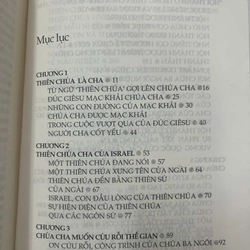 Mục lục
CHƯƠNG 1
THIÊN CHÚA LÀ CHA ⊕ 11
TỪ NGỮ 'THIÊN CHÚA' GỢI LÊN CHÚA CHA ⊕16
ĐỨC GIÊSU MẠC KHẢI CHÚA CHA ⊕ 25
NHỮNG CON ĐƯỜNG CỦA MẠC KHẢI ⊕ 30
CHÚA CHA ĐƯỢC MẠC KHẢI
TRONG CUỘC VƯỢT QUA CỦA ĐỨC GIÊSU ⊕ 40
NGƯỜI CHA CỐT YẾU ⊕ 44
CHƯƠNG 2
THIÊN CHÚA CHA CỦA ISRAEL ⊕ 53
MỘT THIÊN CHÚA ĐANG NÓI ⊕ 57
MỘT THIÊN CHÚA XƯNG TÊN CỦA NGÀI ⊕ 64
THIÊN CHÚA ĐẾN BẰNG THIÊN SỨ
CỦA NGÀI ⊕ 67
ISRAEL, CON ĐẦU LÒNG CỦA THIÊN CHÚA ⊕ 70
SỰ HIỆN DIỆN CỦA THIÊN CHÚA
QUA CÁC NGÔN SỨ ⊕ 77
CHƯƠNG 3
CHÚA CHA MUỐN CỨU RỖI THẾ GIAN ⊕ 89
ƠN CỨU RỖI, CÔNG TRÌNH CỦA CHÚA BA NGÔI ⊕92